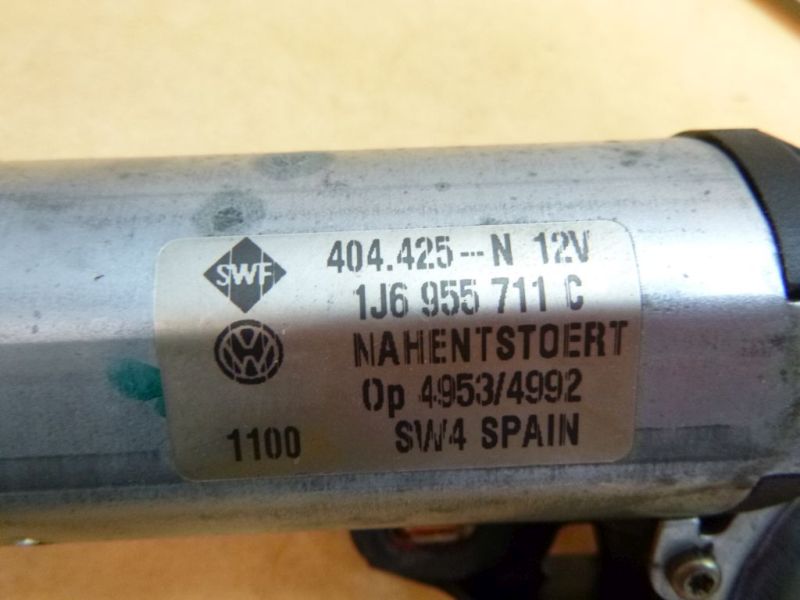 SWF
404.425---N 12V
1J6 955 711 C
NAHENTSTOERT
Op 4953/4992
1100 SW4 SPAIN